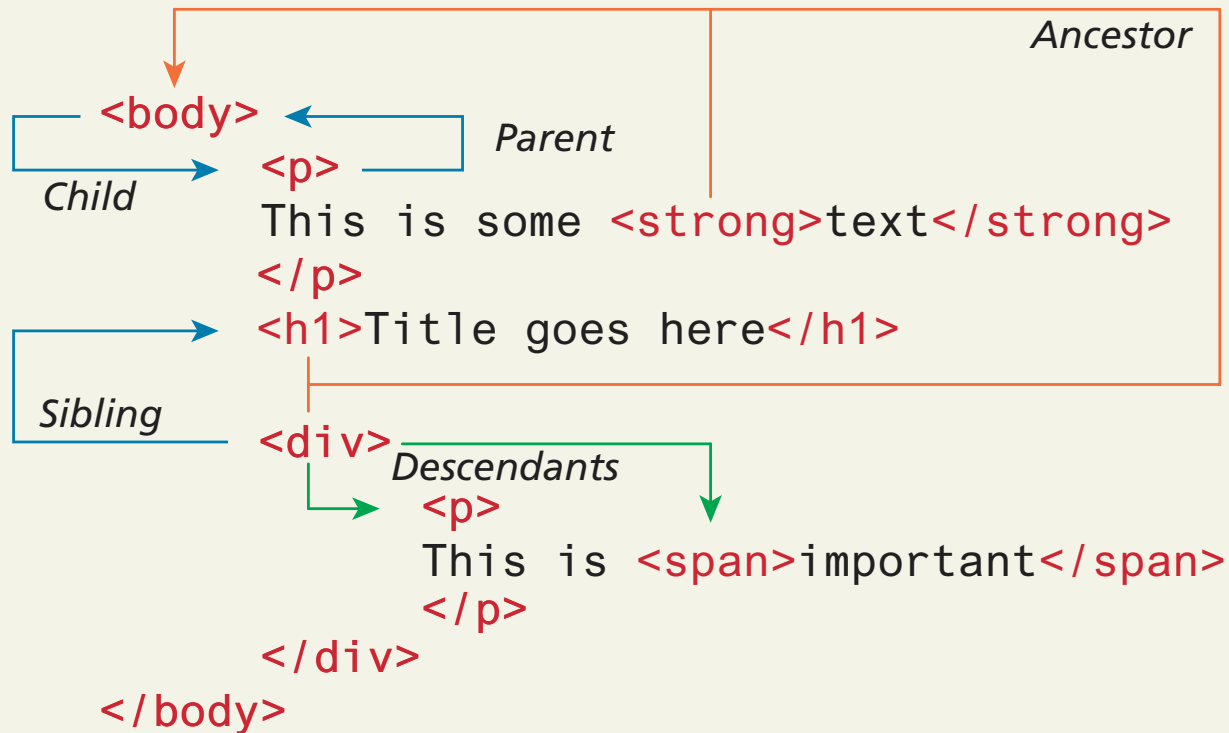 Ancestor
<body>
Parent
<p>
Child
This is some <strong>text</strong>
</p>
<h1>Title goes here</h1>
Sibling
<div>
Descendants
<p>
This is <span>important</span>
</p>
</div>
</body>